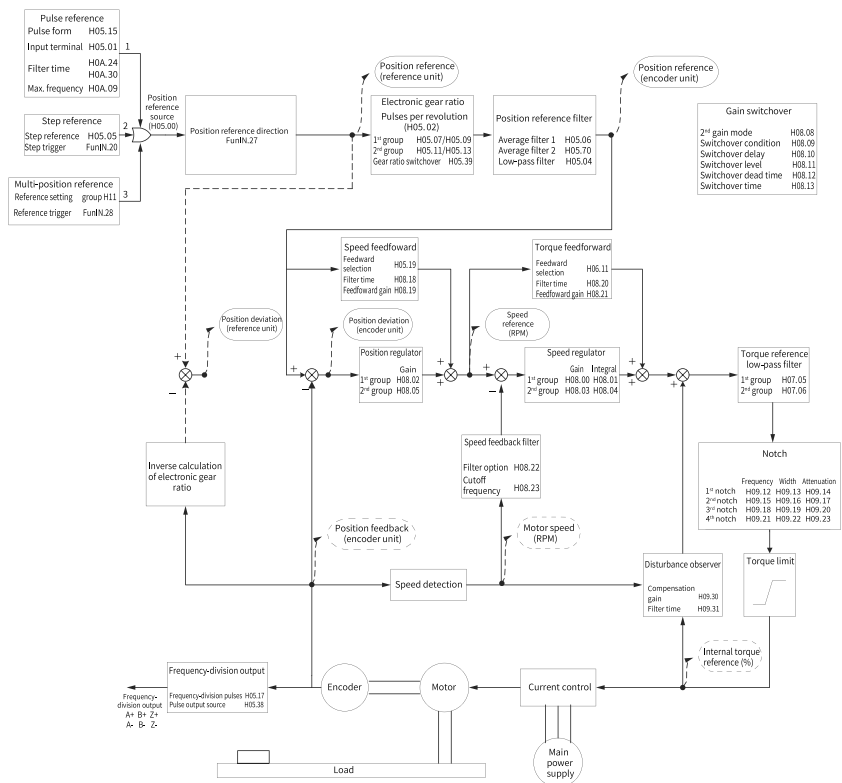 Pulse reference
Pulse form H05.15
Input terminal H05.01
Filter time H0A.24
H0A.30
Max. frequency H0A.09
1
Step reference
Step reference H05.05
Step trigger FunIN.20
2
Multi-position reference
Reference setting group H11
Reference trigger FunIN.28
3
Position
reference
source
(H05.00)
Position reference direction
FunIN.27
Position reference
(reference unit)
Electronic gear ratio
Pulses per revolution
(H05.02)
1st group H05.07/H05.09
2nd group H05.11/H05.13
Gear ratio switchover H05.39
Position reference filter
Average filter 1 H05.06
Average filter 2 H05.70
Low-pass filter H05.04
Position reference
(encoder unit)
Gain switchover
2nd gain mode H08.08
Switchover condition H08.09
Switchover delay H08.10
Switchover level H08.11
Switchover dead time H08.12
Switchover time H08.13
Speed feedfoward
Feedward
selection H05.19
Filter time H08.18
Feedfoward gain H08.19
Torque feedforward
Feedward
selection H06.11
Filter time H08.20
Feedfoward gain H08.21
Position deviation
(reference unit)
Position deviation
(encoder unit)
Speed
reference
(RPM)
+
−
+
−
Position regulator
Gain
1st group H08.02
2nd group H08.05
+
+
+
−
Speed regulator
Gain Integral
1st group H08.00 H08.01
2nd group H08.03 H08.04
+
+
+
+
Torque reference
low-pass filter
1st group H07.05
2nd group H07.06
Inverse calculation
of electronic gear
ratio
Speed feedback filter
Filter option H08.22
Cutoff
frequency H08.23
Notch
Frequency Width Attenuation
1st notch H09.12 H09.13 H09.14
2nd notch H09.15 H09.16 H09.17
3rd notch H09.18 H09.19 H09.20
4th notch H09.21 H09.22 H09.23
Position feedback
(encoder unit)
Motor speed
(RPM)
Speed detection
Disturbance observer
Compensation
gain H09.30
Filter time H09.31
Torque limit
Internal torque
reference (%)
Frequency-division output
Frequency-division pulses H05.17
Pulse output source H05.38
Frequency-
division output
A+ B+ Z+
A- B- Z-
Encoder
Motor
Current control
Main
power
supply
Load